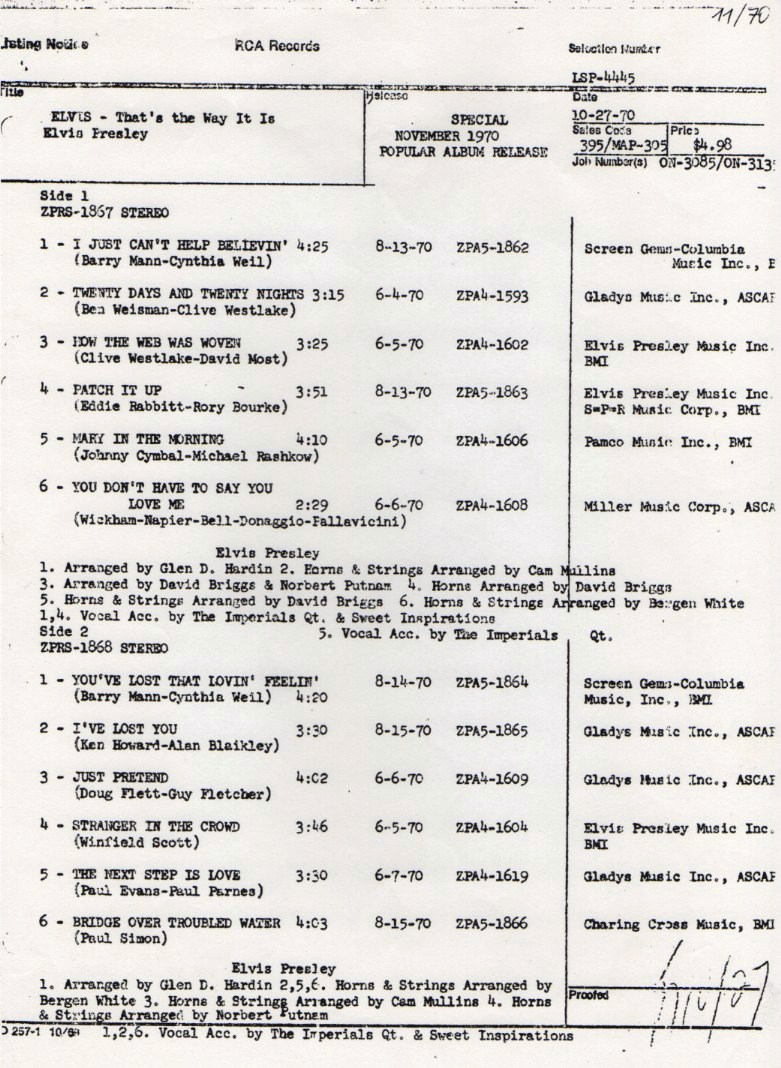 11/70
Listing Notice RCA Records Selection Number
LSP-4445
Title Release Date
ELVIS - That's the Way It Is SPECIAL 10-27-70
Elvis Presley NOVEMBER 1970 Sales Code Price
POPULAR ALBUM RELEASE 395/MAP-305 $4.98
Job Number(s) ON-3085/ON-313
Side 1
ZPRS-1867 STEREO
1 - I JUST CAN'T HELP BELIEVIN' 4:25 8-13-70 ZPA5-1862 Screen Gems-Columbia
(Barry Mann-Cynthia Weil) Music Inc., B
2 - TWENTY DAYS AND TWENTY NIGHTS 3:15 6-4-70 ZPA4-1593 Gladys Music Inc., ASCAP
(Ben Weisman-Clive Westlake)
3 - HOW THE WEB WAS WOVEN 3:25 6-5-70 ZPA4-1602 Elvis Presley Music Inc.
(Clive Westlake-David Most) BMI
4 - PATCH IT UP 3:51 8-13-70 ZPA5-1863 Elvis Presley Music Inc.
(Eddie Rabbitt-Rory Bourke) S-P-R Music Corp., BMI
5 - MARY IN THE MORNING 4:10 6-5-70 ZPA4-1606 Pamco Music Inc., BMI
(Johnny Cymbal-Michael Rashkow)
6 - YOU DON'T HAVE TO SAY YOU
LOVE ME 2:29 6-6-70 ZPA4-1608 Miller Music Corp., ASCA
(Wickham-Napier-Bell-Donaggio-Pallavicini)
Elvis Presley
1. Arranged by Glen D. Hardin 2. Horns & Strings Arranged by Cam Mullins
3. Arranged by David Briggs & Norbert Putnam 4. Horns Arranged by David Briggs
5. Horns & Strings Arranged by David Briggs 6. Horns & Strings Arranged by Bergen White
1,4. Vocal Acc. by The Imperials Qt. & Sweet Inspirations
Side 2 5. Vocal Acc. by The Imperials Qt.
ZPRS-1868 STEREO
1 - YOU'VE LOST THAT LOVIN' FEELIN' 8-14-70 ZPA5-1864 Screen Gems-Columbia
(Barry Mann-Cynthia Weil) 4:20 Music, Inc., BMI
2 - I'VE LOST YOU 3:30 8-15-70 ZPA5-1865 Gladys Music Inc., ASCAP
(Ken Howard-Alan Blaikley)
3 - JUST PRETEND 4:02 6-6-70 ZPA4-1609 Gladys Music Inc., ASCAP
(Doug Flett-Guy Fletcher)
4 - STRANGER IN THE CROWD 3:46 6-5-70 ZPA4-1604 Elvis Presley Music Inc.
(Winfield Scott) BMI
5 - THE NEXT STEP IS LOVE 3:30 6-7-70 ZPA4-1619 Gladys Music Inc., ASCAP
(Paul Evans-Paul Parnes)
6 - BRIDGE OVER TROUBLED WATER 4:03 8-15-70 ZPA5-1866 Charing Cross Music, BMI
(Paul Simon)
Elvis Presley
1. Arranged by Glen D. Hardin 2,5,6. Horns & Strings Arranged by
Bergen White 3. Horns & Strings Arranged by Cam Mullins 4. Horns
& Strings Arranged by Norbert Putnam
Proofed
D 257-1 10/68 1,2,6. Vocal Acc. by The Imperials Qt. & Sweet Inspirations